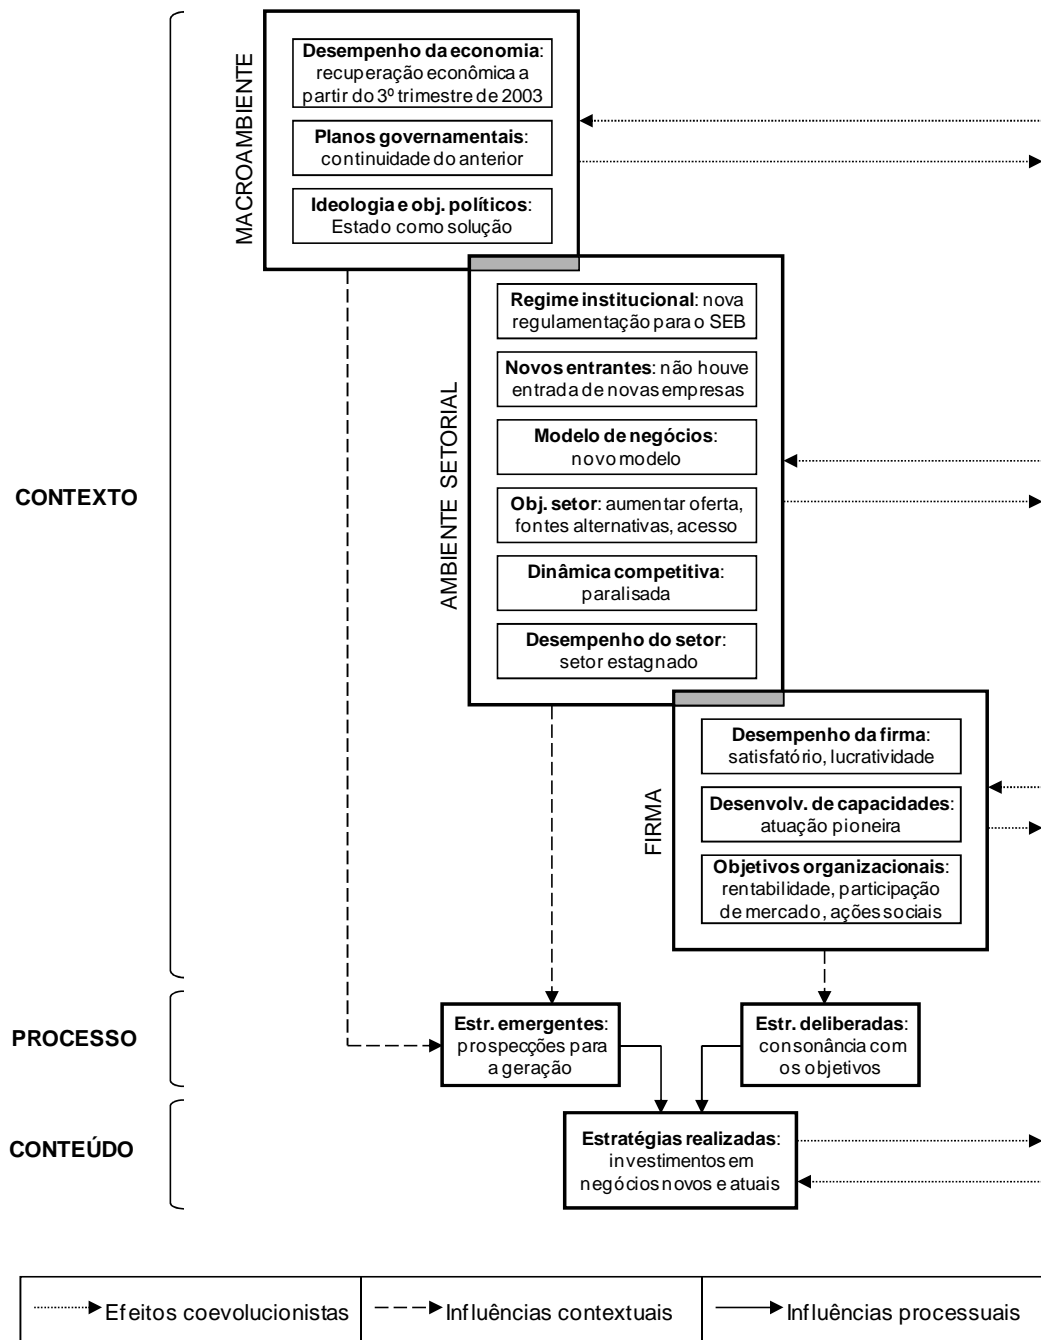 MACROAMBIENTE
Desempenho da economia:
recuperação econômica a
partir do 3º trimestre de 2003
Planos governamentais:
continuidade do anterior
Ideologia e obj. políticos:
Estado como solução
CONTEXTO
AMBIENTE SETORIAL
Regime institucional: nova
regulamentação para o SEB
Novos entrantes: não houve
entrada de novas empresas
Modelo de negócios:
novo modelo
Obj. setor: aumentar oferta,
fontes alternativas, acesso
Dinâmica competitiva:
paralisada
Desempenho do setor:
setor estagnado
FIRMA
Desempenho da firma:
satisfatório, lucratividade
Desenvolv. de capacidades:
atuação pioneira
Objetivos organizacionais:
rentabilidade, participação
de mercado, ações sociais
PROCESSO
Estr. emergentes:
prospecções para
a geração
Estr. deliberadas:
consonância com
os objetivos
CONTEÚDO
Estratégias realizadas:
investimentos em
negócios novos e atuais
Efeitos coevolucionistas
Influências contextuais
Influências processuais